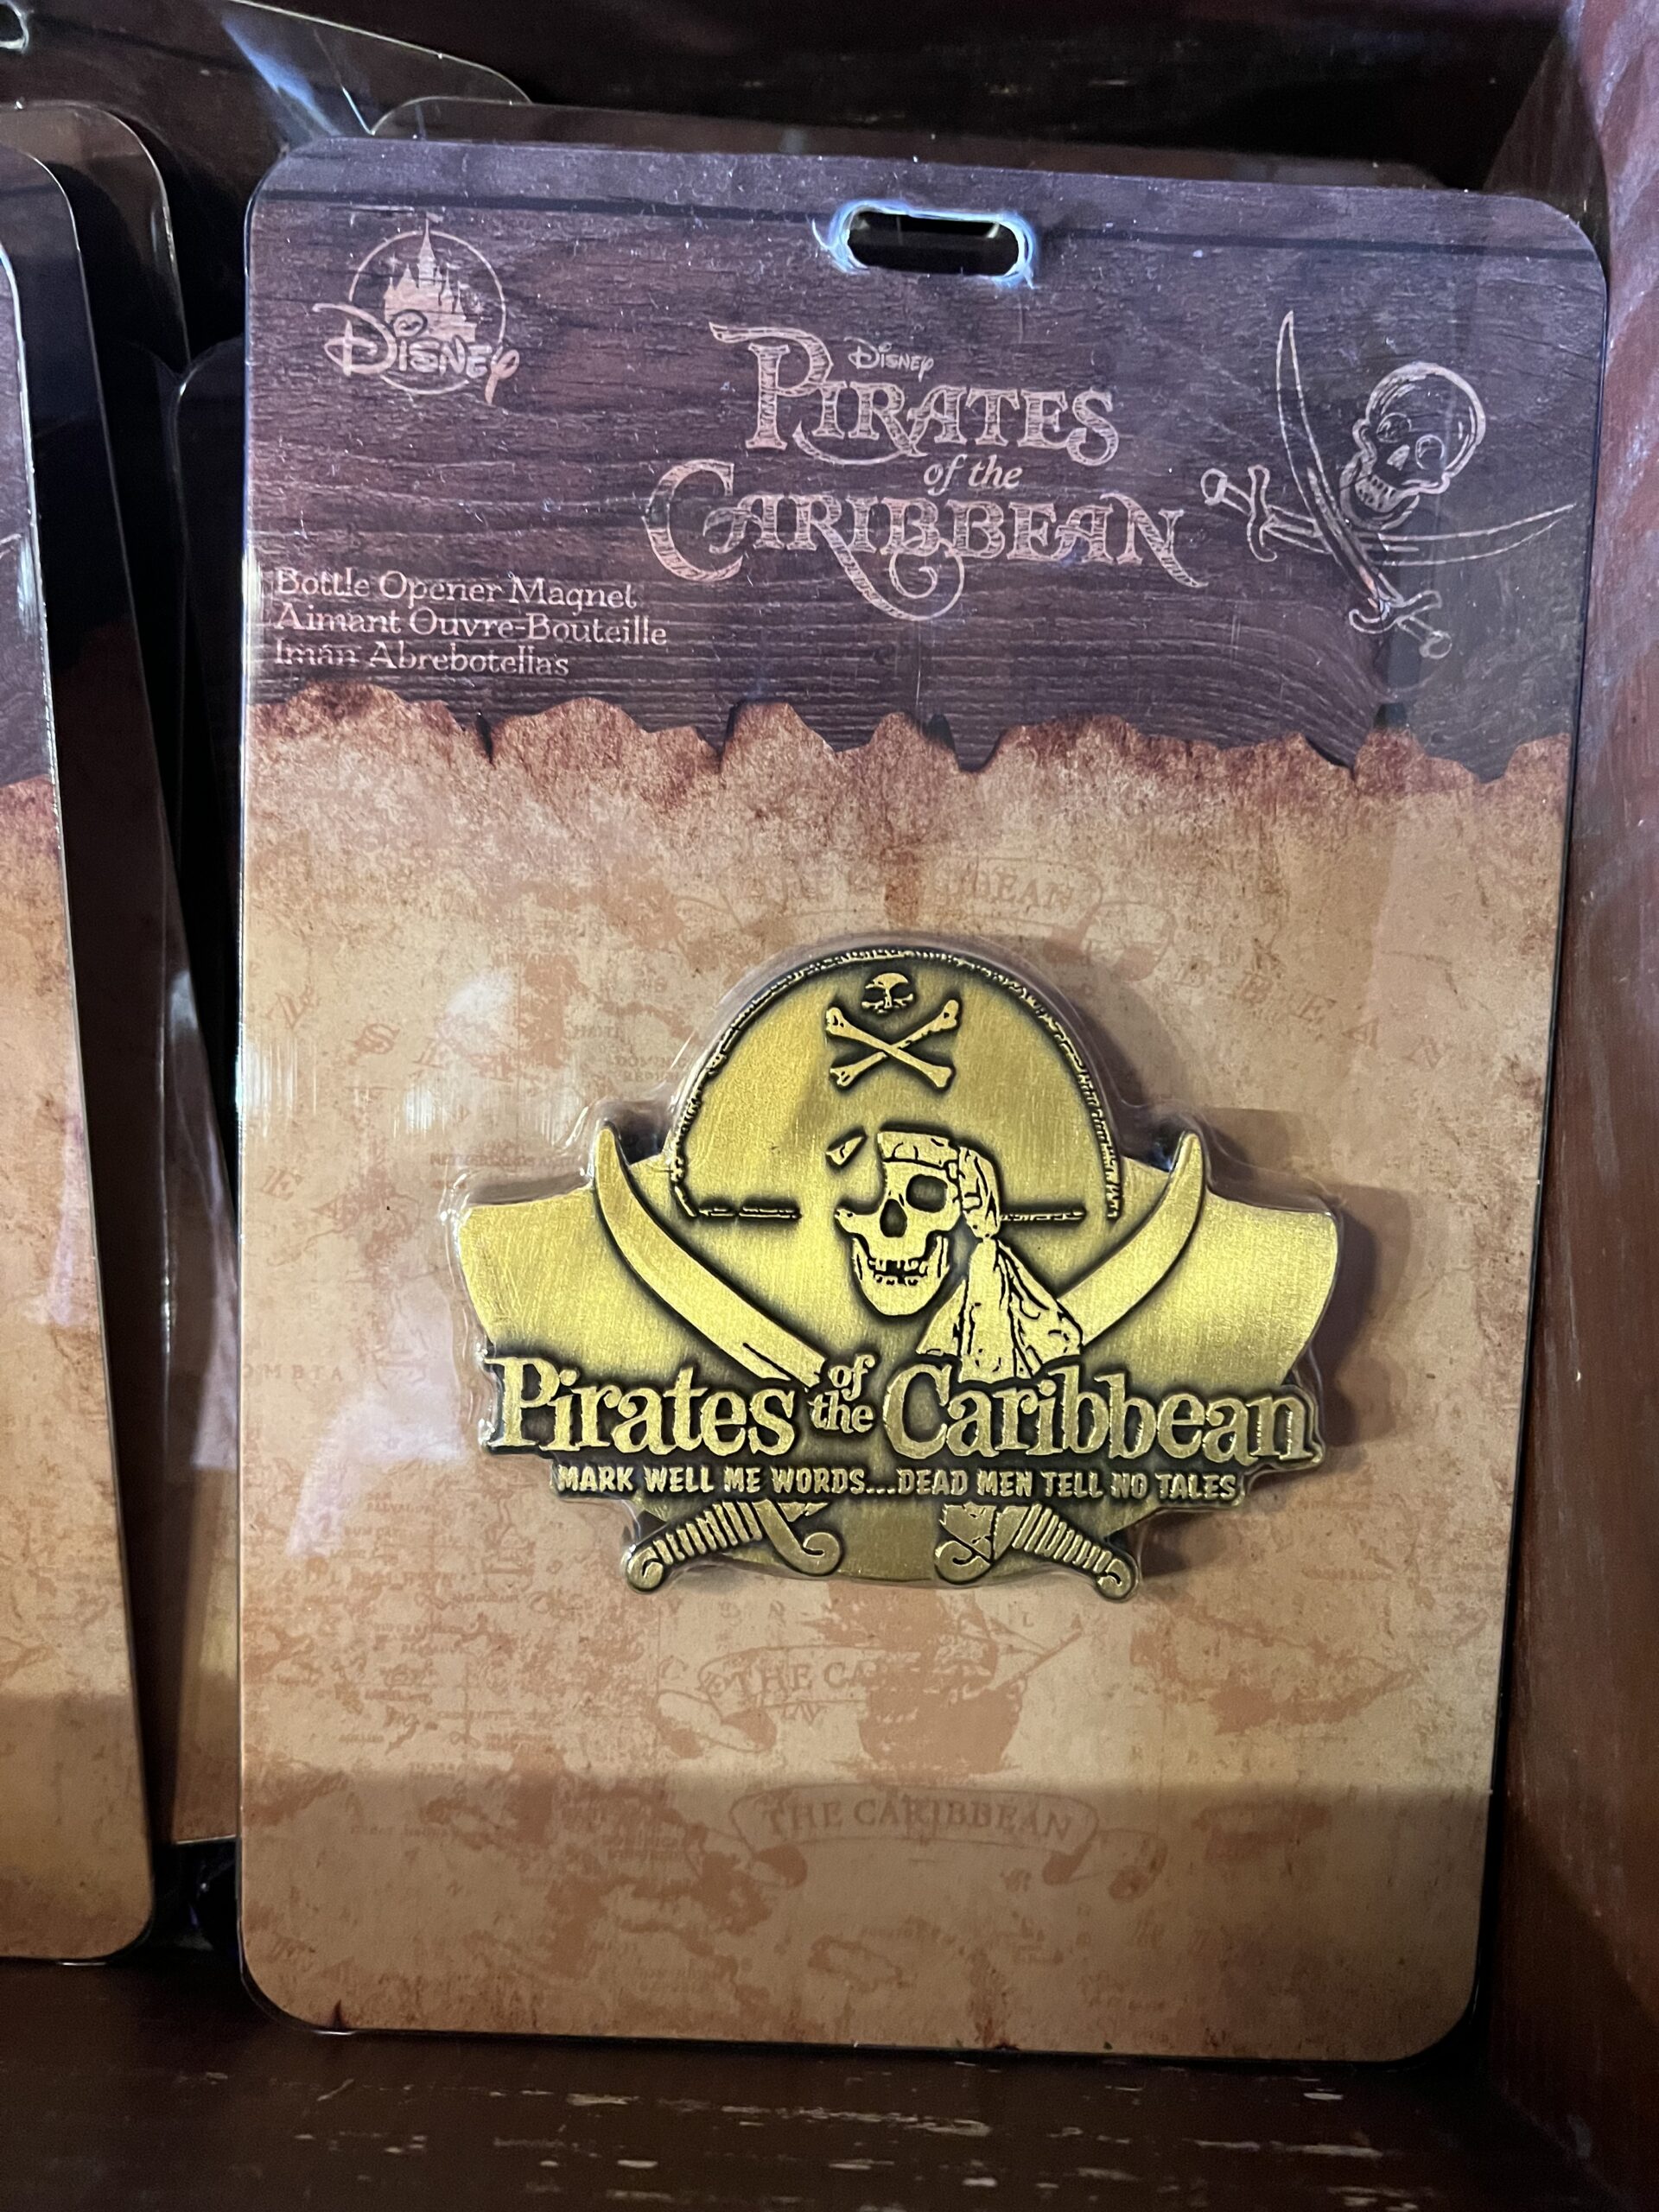 Disney
Disney
PIRATES
of the
CARIBBEAN
Bottle Opener Magnet
Aimant Ouvre-Bouteille
Imán Abrebotellas
Pirates of the Caribbean
MARK WELL ME WORDS...DEAD MEN TELL NO TALES
THE CARIBBEAN